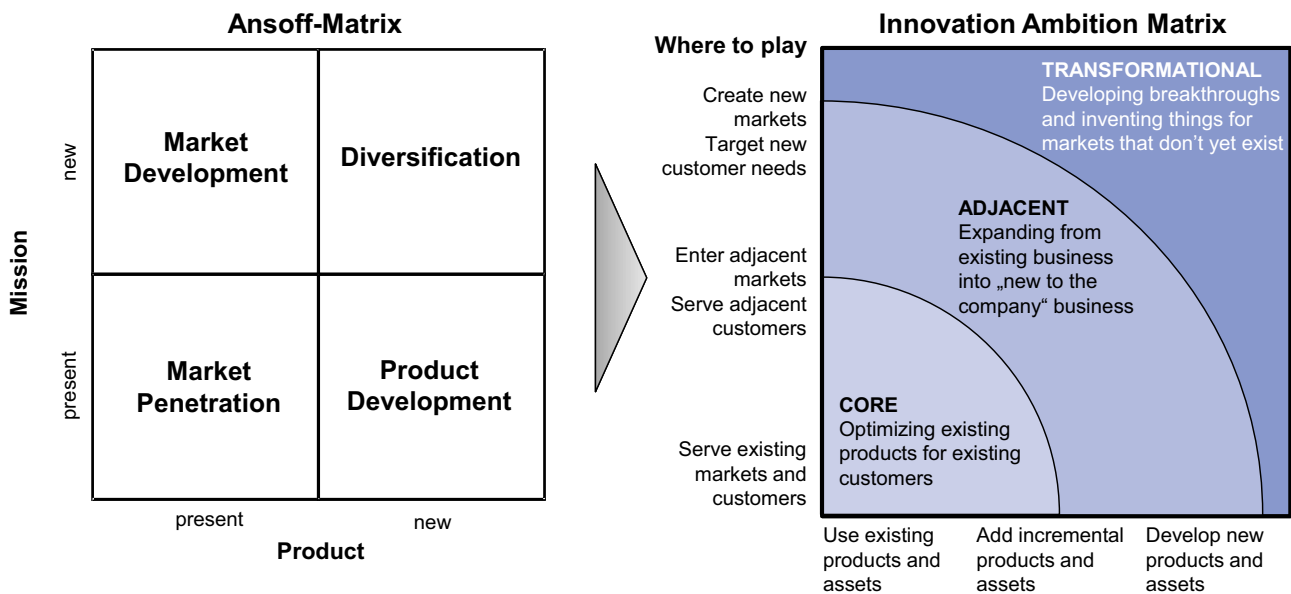 Ansoff-Matrix
Mission
new
present
Market
Development
Diversification
Market
Penetration
Product
Development
present
new
Product
Innovation Ambition Matrix
Where to play
Create new
markets
Target new
customer needs
Enter adjacent
markets
Serve adjacent
customers
Serve existing
markets and
customers
TRANSFORMATIONAL
Developing breakthroughs
and inventing things for
markets that don't yet exist
ADJACENT
Expanding from
existing business
into „new to the
company“ business
CORE
Optimizing existing
products for existing
customers
Use existing
products and
assets
Add incremental
products and
assets
Develop new
products and
assets